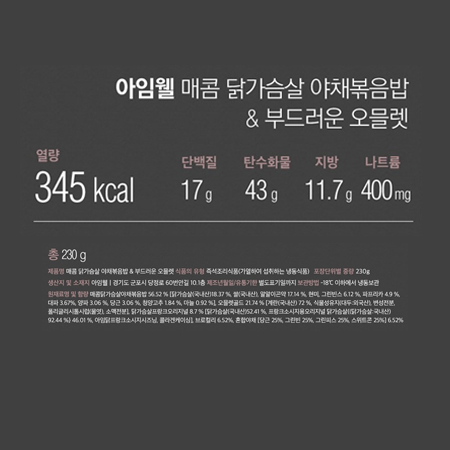 아임웰 매콤 닭가슴살 야채볶음밥
& 부드러운 오믈렛
열량 단백질 탄수화물 지방 나트륨
345 kcal 17 g 43 g 11.7 g 400 mg
총 230 g
제품명 매콤 닭가슴살 야채볶음밥 & 부드러운 오믈렛 식품의 유형 즉석조리식품(가열하여 섭취하는 냉동식품) 포장단위별 중량 230g
생산지 및 소재지 아임웰 | 경기도 군포시 당정로 60번안길 10.1층 제조년월일/유통기한 별도표기일까지 보관방법 -18℃ 이하에서 냉동보관
원재료명 및 함량 매콤닭가슴살야채볶음밥 56.52 % [닭가슴살(국내산)18.37 %, 쌀(국내산), 알알이곤약 17.14 %, 현미, 그린빈스 6.12 %, 파프리카 4.9 %,
대파 3.67%, 양파 3.06 %, 당근 3.06 %, 청양고추 1.84 %, 마늘 0.92 %], 오믈렛골드 21.74 % [계란(국내산) 72 %, 식물성유지(대두:외국산), 변성전분,
폴리글리시톨시럽(물엿), 소맥전분], 닭가슴살프랑크오리지널 8.7 % [닭가슴살(국내산)52.41 %, 프랑크소시지용오리지널 닭가슴살([닭가슴살:국내산)
92.44 %) 46.01 %, 아임닭프랑크소시지시즈닝, 콜라겐케이싱], 브로컬리 6.52%, 혼합야채 [당근 25%, 그린빈 25%, 그린피스 25%, 스위트콘 25%] 6.52%